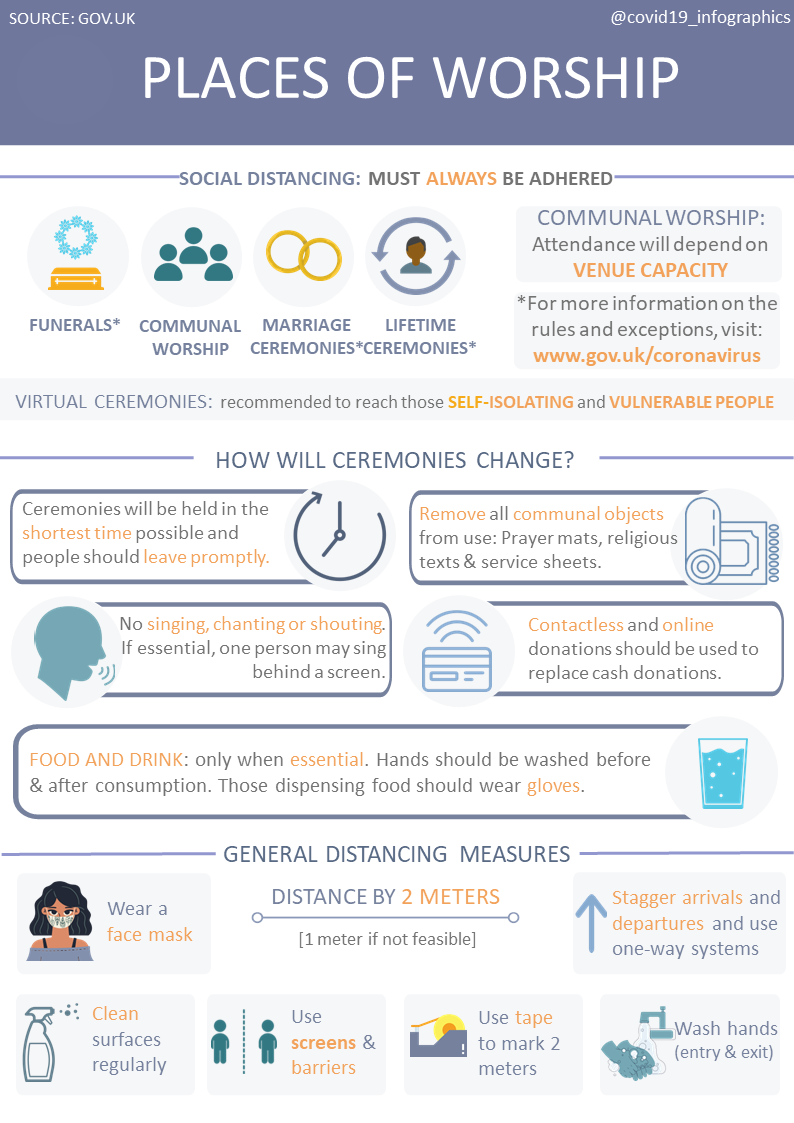 SOURCE: GOV.UK
@covid19_infographics
PLACES OF WORSHIP
SOCIAL DISTANCING: MUST ALWAYS BE ADHERED
FUNERALS*
COMMUNAL
WORSHIP
MARRIAGE
CEREMONIES*
LIFETIME
CEREMONIES*
COMMUNAL WORSHIP:
Attendance will depend on
VENUE CAPACITY
*For more information on the
rules and exceptions, visit:
www.gov.uk/coronavirus
VIRTUAL CEREMONIES: recommended to reach those SELF-ISOLATING and VULNERABLE PEOPLE
HOW WILL CEREMONIES CHANGE?
Ceremonies will be held in the
shortest time possible and
people should leave promptly.
Remove all communal objects
from use: Prayer mats, religious
texts & service sheets.
No singing, chanting or shouting.
If essential, one person may sing
behind a screen.
Contactless and online
donations should be used to
replace cash donations.
FOOD AND DRINK: only when essential. Hands should be washed before
& after consumption. Those dispensing food should wear gloves.
GENERAL DISTANCING MEASURES
Wear a
face mask
DISTANCE BY 2 METERS
[1 meter if not feasible]
Stagger arrivals and
departures and use
one-way systems
Clean
surfaces
regularly
Use
screens &
barriers
Use tape
to mark 2
meters
Wash hands
(entry & exit)